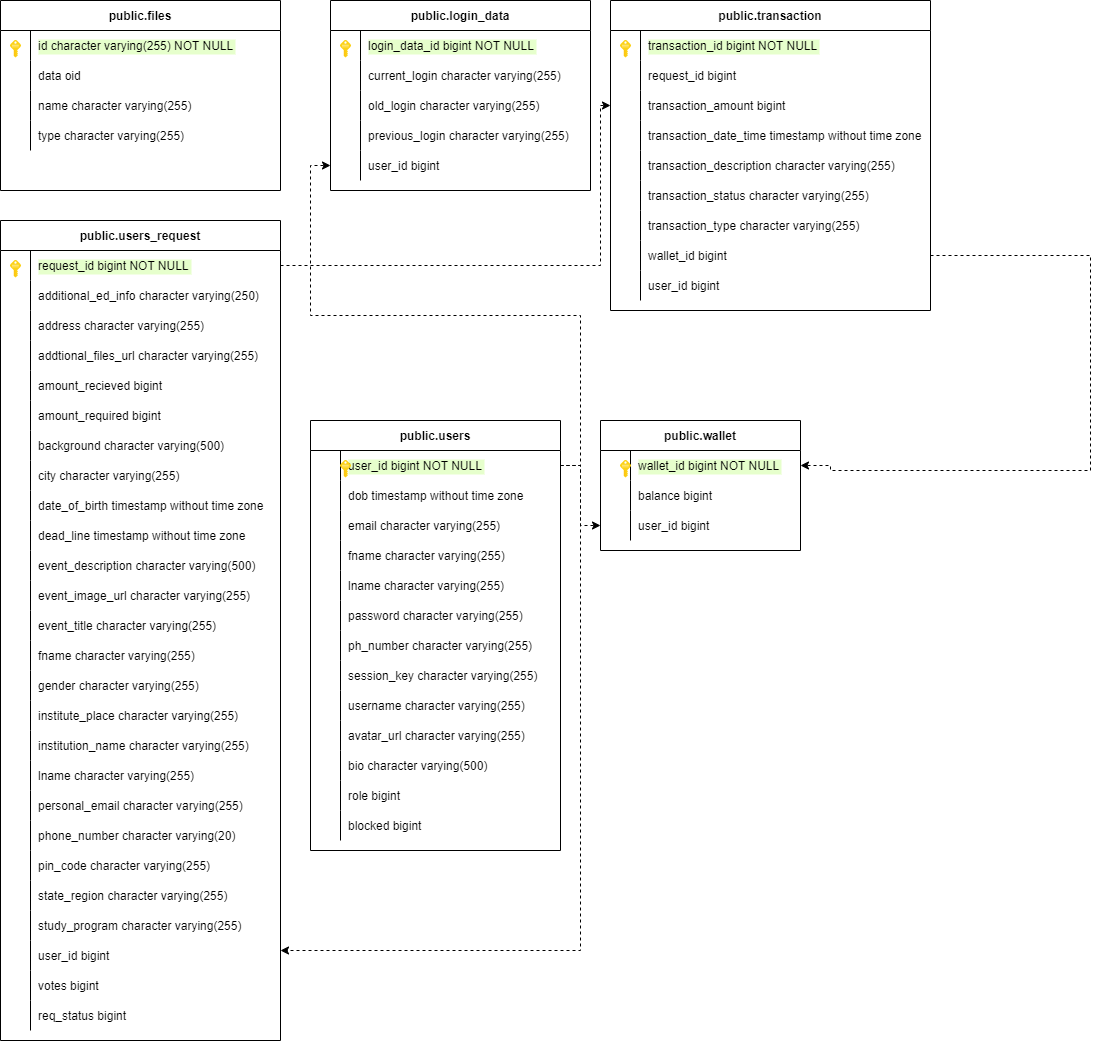 public.files
id character varying(255) NOT NULL
data oid
name character varying(255)
type character varying(255)
public.login_data
login_data_id bigint NOT NULL
current_login character varying(255)
old_login character varying(255)
previous_login character varying(255)
user_id bigint
public.transaction
transaction_id bigint NOT NULL
request_id bigint
transaction_amount bigint
transaction_date_time timestamp without time zone
transaction_description character varying(255)
transaction_status character varying(255)
transaction_type character varying(255)
wallet_id bigint
user_id bigint
public.users_request
request_id bigint NOT NULL
additional_ed_info character varying(250)
address character varying(255)
addtional_files_url character varying(255)
amount_recieved bigint
amount_required bigint
background character varying(500)
city character varying(255)
date_of_birth timestamp without time zone
dead_line timestamp without time zone
event_description character varying(500)
event_image_url character varying(255)
event_title character varying(255)
fname character varying(255)
gender character varying(255)
institute_place character varying(255)
institution_name character varying(255)
lname character varying(255)
personal_email character varying(255)
phone_number character varying(20)
pin_code character varying(255)
state_region character varying(255)
study_program character varying(255)
user_id bigint
votes bigint
req_status bigint
public.users
user_id bigint NOT NULL
dob timestamp without time zone
email character varying(255)
fname character varying(255)
lname character varying(255)
password character varying(255)
ph_number character varying(255)
session_key character varying(255)
username character varying(255)
avatar_url character varying(255)
bio character varying(500)
role bigint
blocked bigint
public.wallet
wallet_id bigint NOT NULL
balance bigint
user_id bigint